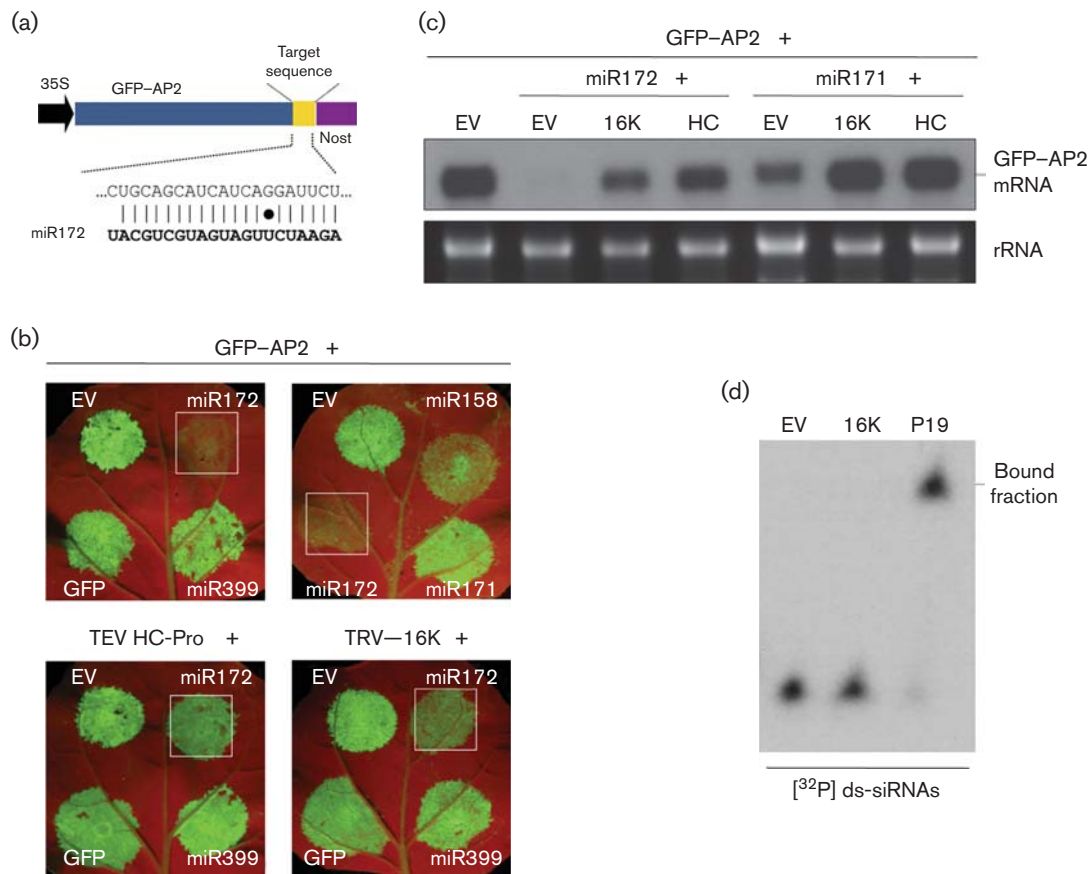 (a)
Target
sequence
35S
GFP–AP2
Nost
...CUGCAGCAUCAUCAGGAUUCU...
miR172 UACGUCGUAGUAGUUCUAAGA
(b)
GFP–AP2 +
EV miR172
GFP miR399
EV miR158
miR172 miR171
TEV HC-Pro +
EV miR172
GFP miR399
TRV—16K +
EV miR172
GFP miR399
(c)
GFP–AP2 +
miR172 + miR171 +
EV EV 16K HC EV 16K HC
GFP–AP2
mRNA
rRNA
(d)
EV 16K P19
Bound
fraction
[³²P] ds-siRNAs